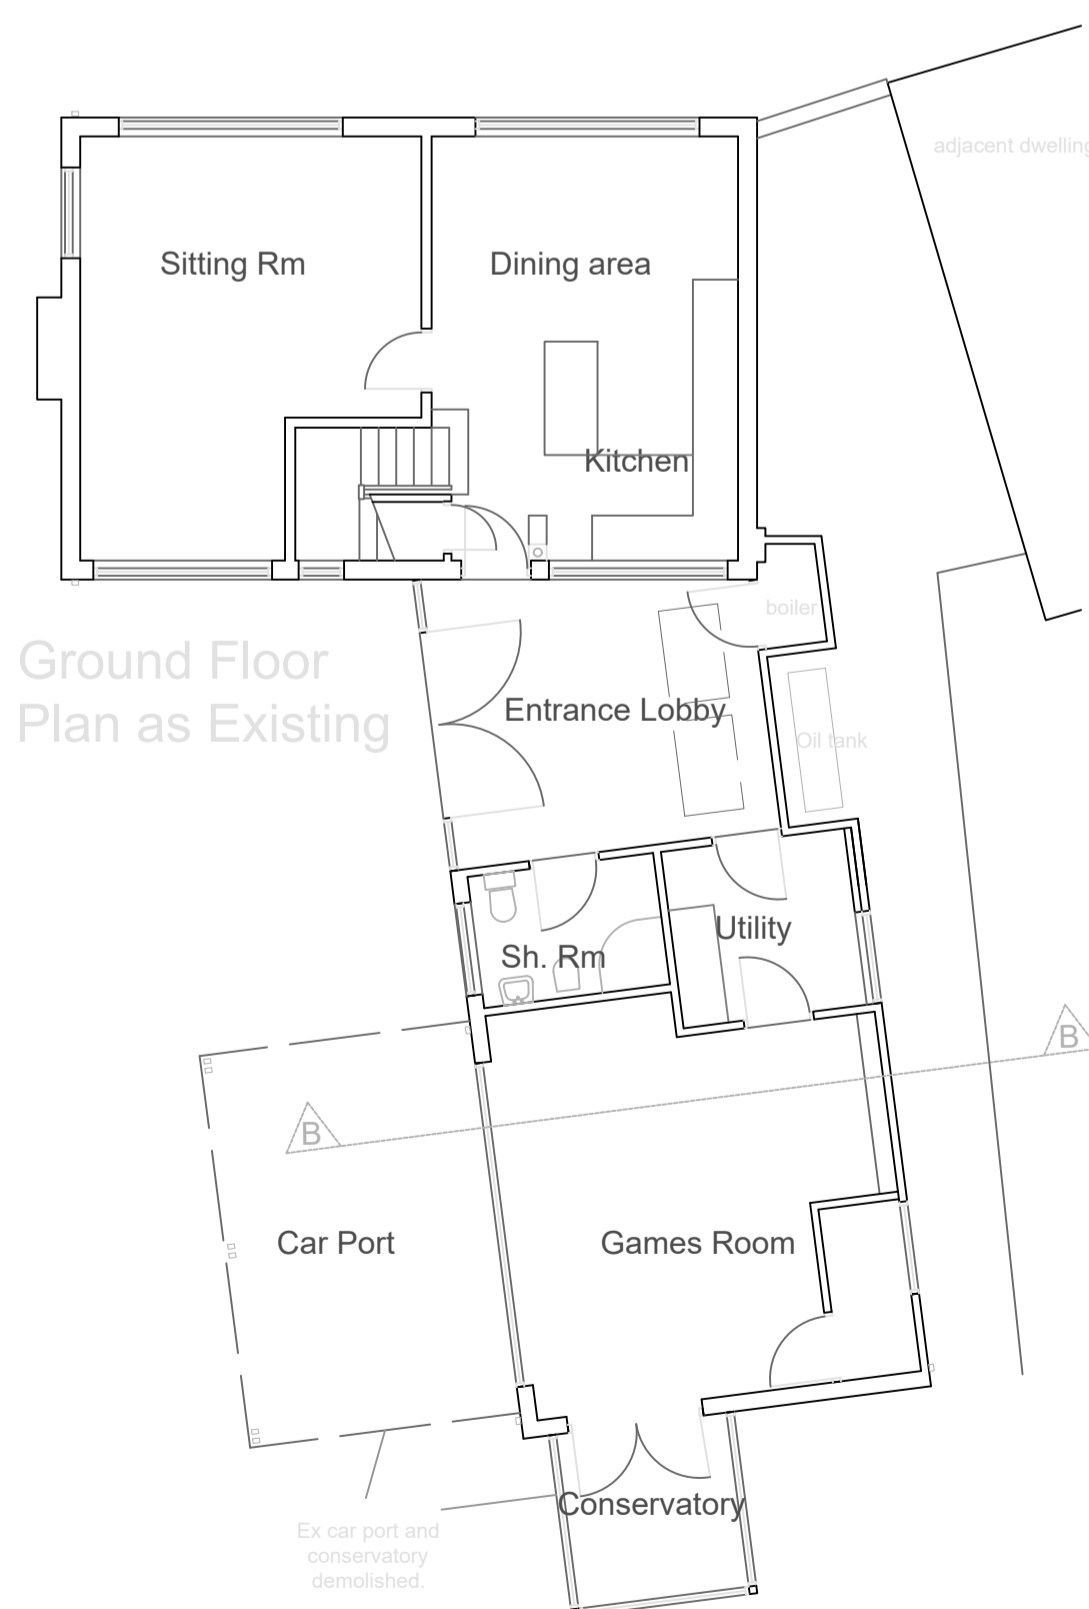 adjacent dwelling
Sitting Rm
Dining area
Kitchen
boiler
Ground Floor
Plan as Existing
Entrance Lobby
Oil tank
Utility
Sh. Rm
B
B
Car Port
Games Room
Conservatory
Ex car port and
conservatory
demolished.